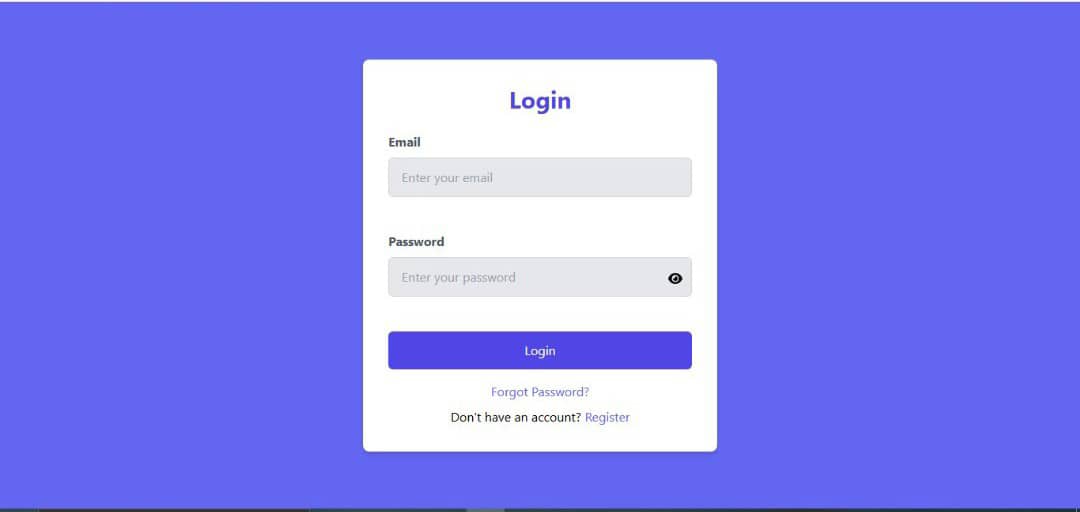 Login
Email
Enter your email
Password
Enter your password
Login
Forgot Password?
Don't have an account? Register